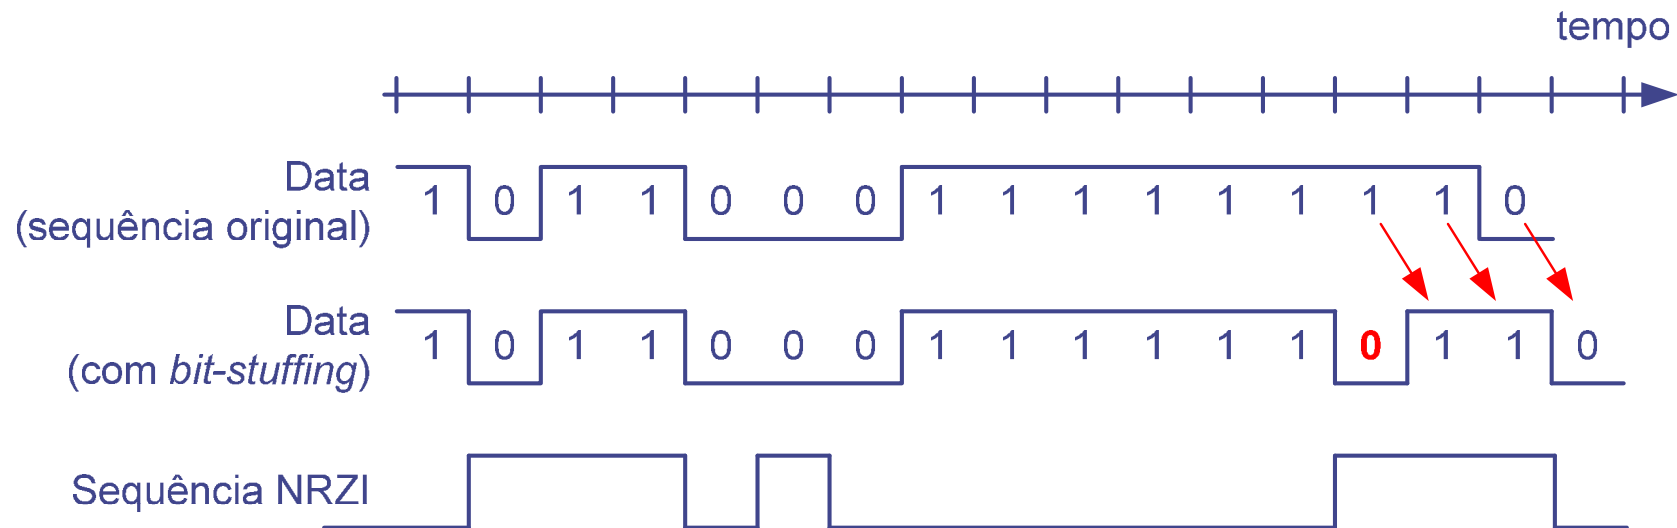 tempo
Data
(sequência original)
1 0 1 1 0 0 0 1 1 1 1 1 1 1 1 0
Data
(com bit-stuffing)
1 0 1 1 0 0 0 1 1 1 1 1 1 0 1 1 0
Sequência NRZI